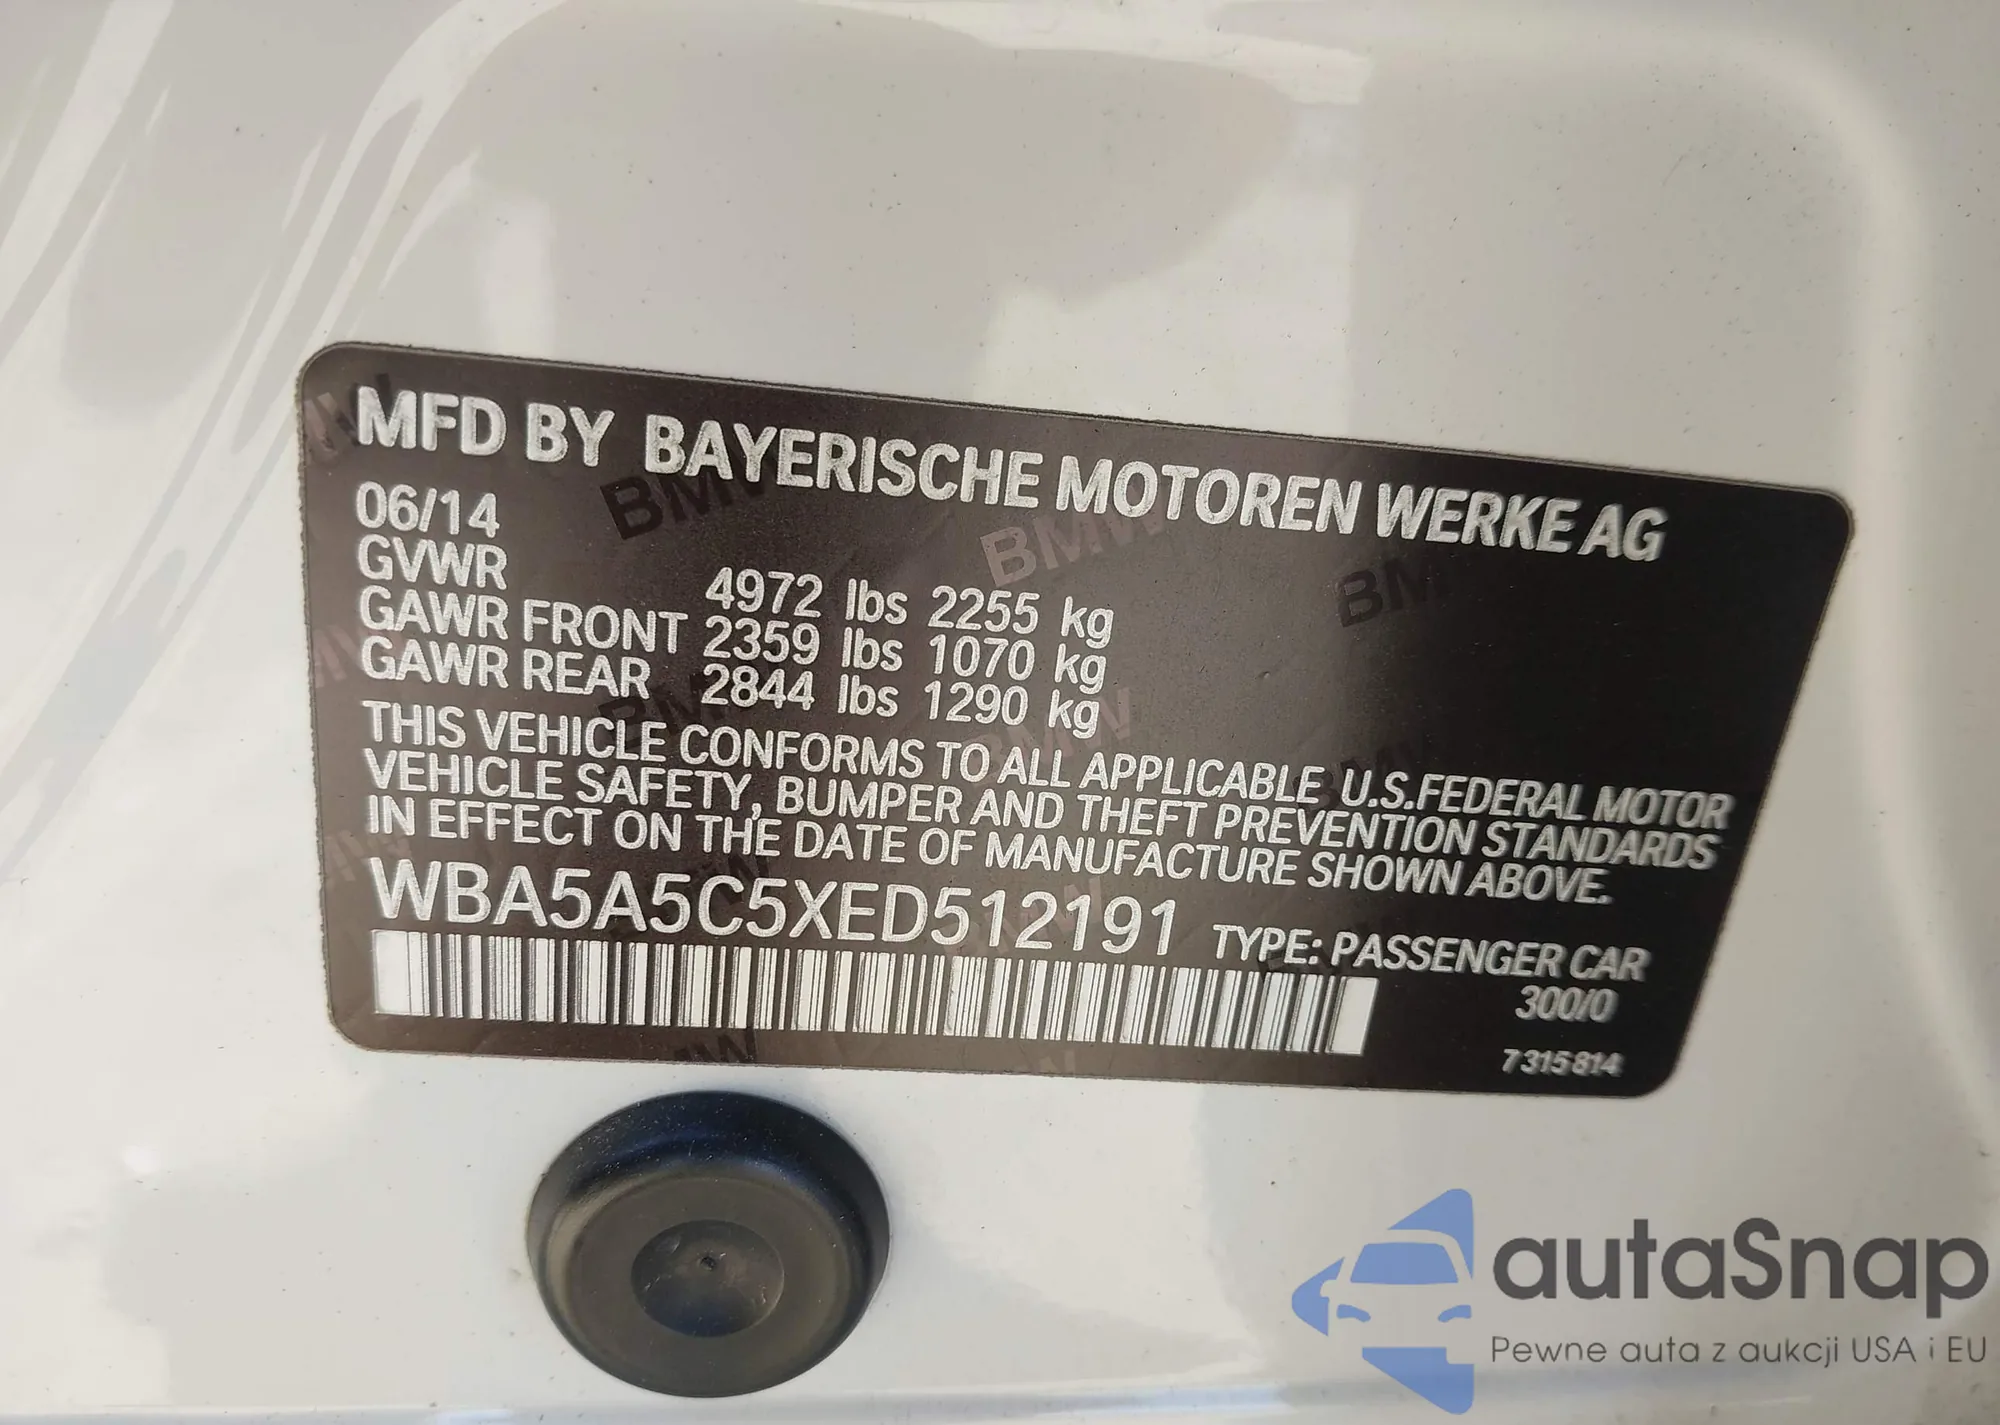 MFD BY BAYERISCHE MOTOREN WERKE AG
06/14
GVWR 4972 lbs 2255 kg
GAWR FRONT 2359 lbs 1070 kg
GAWR REAR 2844 lbs 1290 kg
THIS VEHICLE CONFORMS TO ALL APPLICABLE U.S.FEDERAL MOTOR
VEHICLE SAFETY, BUMPER AND THEFT PREVENTION STANDARDS
IN EFFECT ON THE DATE OF MANUFACTURE SHOWN ABOVE.
WBA5A5C5XED512191 TYPE: PASSENGER CAR
300/0
7315814
autaSnap
Pewne auta z aukcji USA i EU